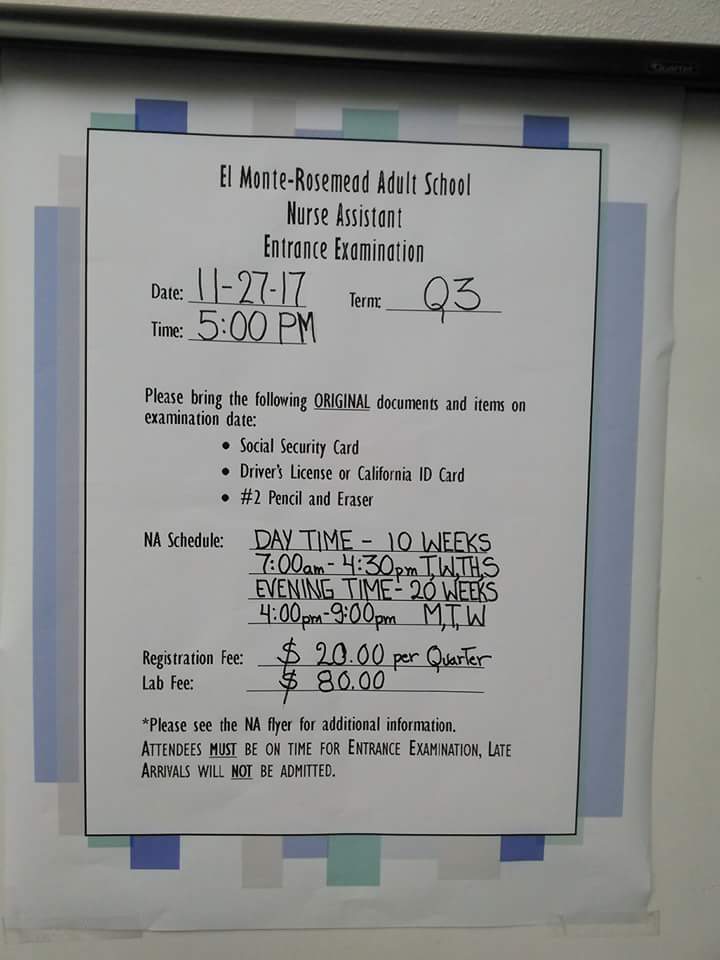 Quartet
El Monte-Rosemead Adult School
Nurse Assistant
Entrance Examination
Date: 11-27-17 Term: Q3
Time: 5:00 PM
Please bring the following ORIGINAL documents and items on
examination date:
• Social Security Card
• Driver's License or California ID Card
• #2 Pencil and Eraser
NA Schedule: DAY TIME - 10 WEEKS
7:00am - 4:30pm T,W,TH,S
EVENING TIME - 20 WEEKS
4:00pm-9:00pm M,T,W
Registration Fee: $ 20.00 per Quarter
Lab Fee: $ 80.00
*Please see the NA flyer for additional information.
ATTENDEES MUST BE ON TIME FOR ENTRANCE EXAMINATION, LATE
ARRIVALS WILL NOT BE ADMITTED.